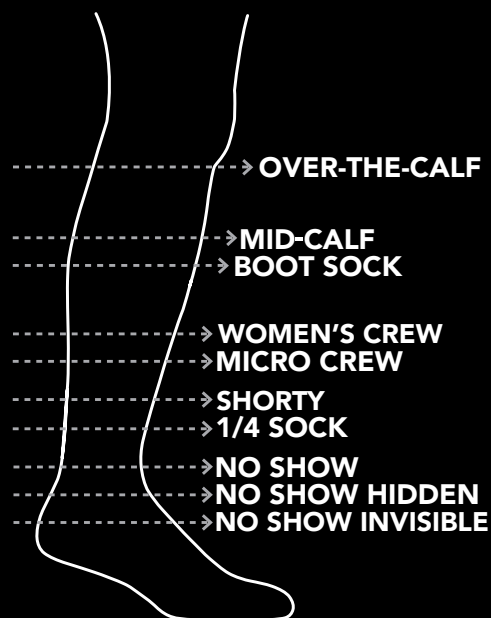 OVER-THE-CALF
MID-CALF
BOOT SOCK
WOMEN'S CREW
MICRO CREW
SHORTY
1/4 SOCK
NO SHOW
NO SHOW HIDDEN
NO SHOW INVISIBLE